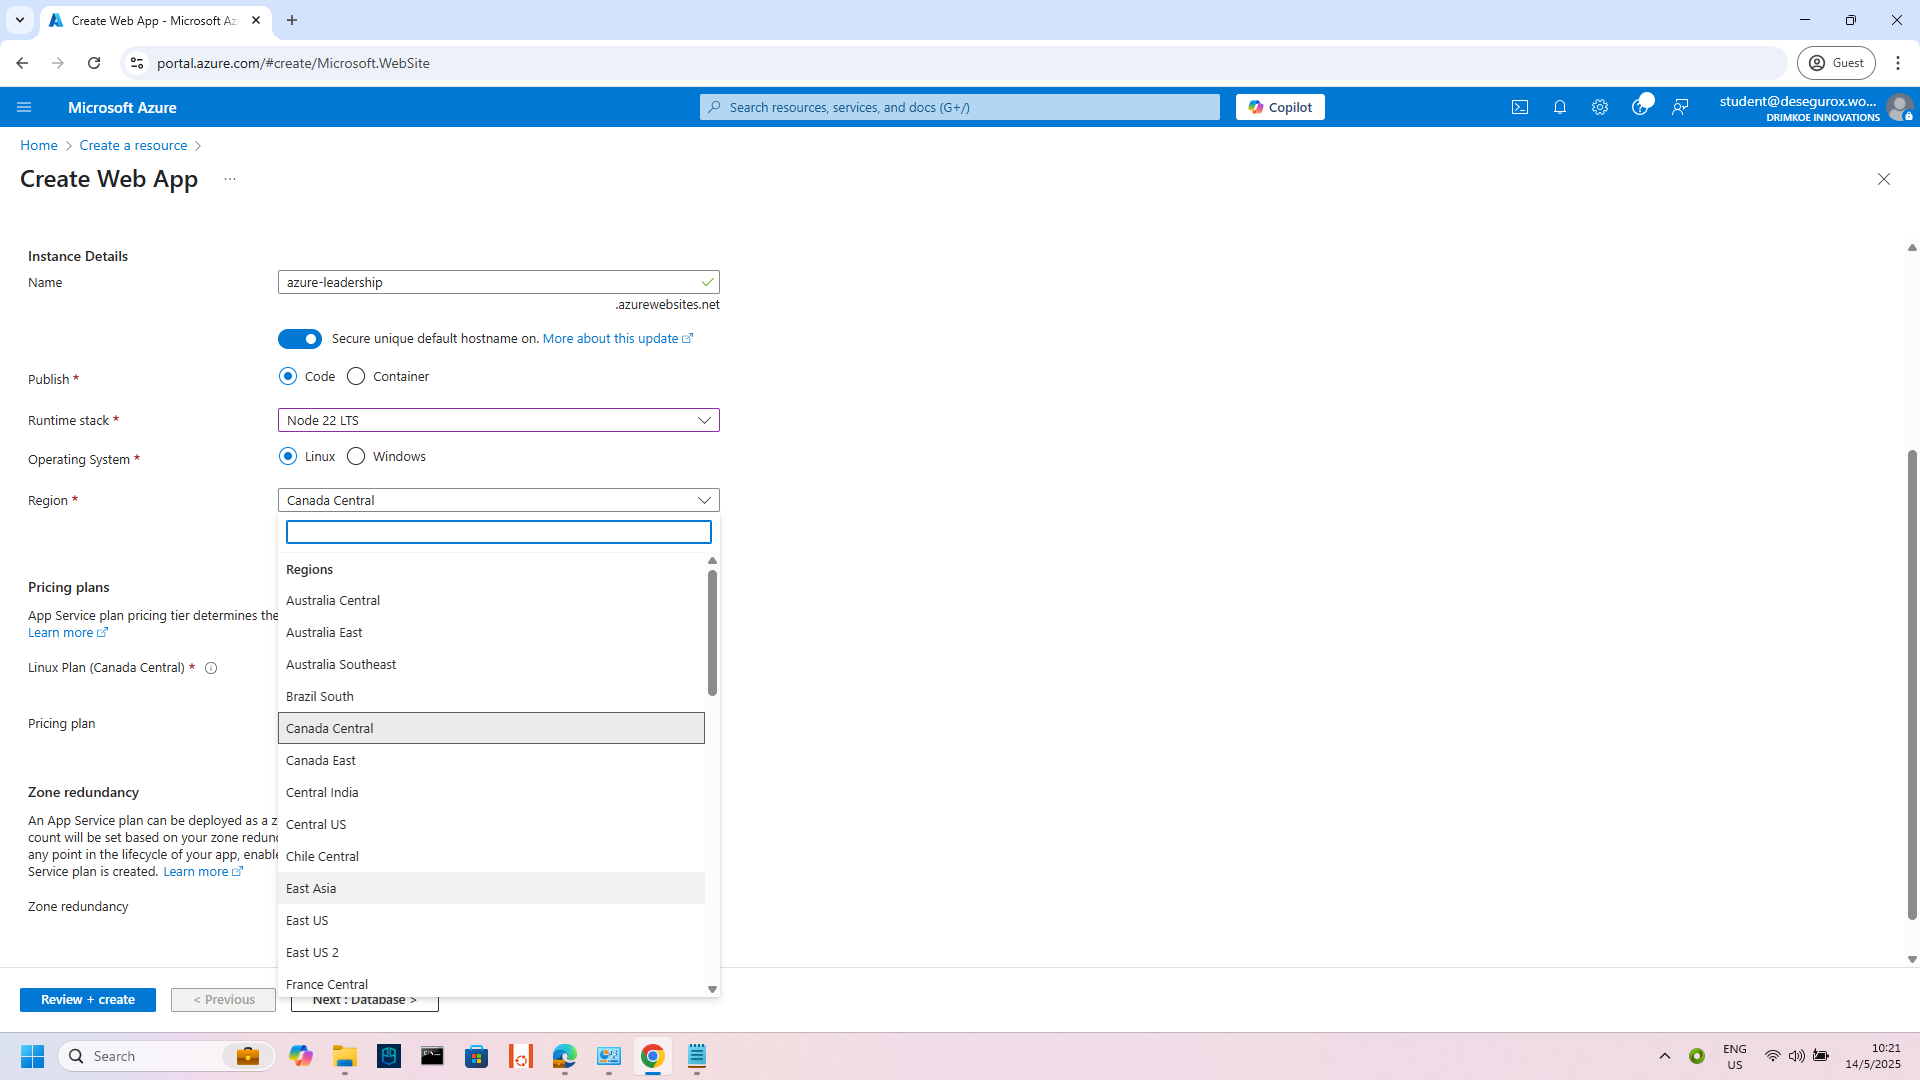 Create Web App - Microsoft Az
portal.azure.com/#create/Microsoft.WebSite
Guest
Microsoft Azure
Search resources, services, and docs (G+/)
Copilot
student@desegurox.wo...
DRIMKOE INNOVATIONS
Home
Create a resource
Create Web App
...
Instance Details
Name
azure-leadership
.azurewebsites.net
Secure unique default hostname on. More about this update
Publish *
Code
Container
Runtime stack *
Node 22 LTS
Operating System *
Linux
Windows
Region *
Canada Central
Regions
Australia Central
Australia East
Australia Southeast
Brazil South
Canada Central
Canada East
Central India
Central US
Chile Central
East Asia
East US
East US 2
France Central
Pricing plans
App Service plan pricing tier determines the
Learn more
Linux Plan (Canada Central) *
Pricing plan
Zone redundancy
An App Service plan can be deployed as a z
count will be set based on your zone redun
any point in the lifecycle of your app, enable
Service plan is created. Learn more
Zone redundancy
Review + create
< Previous
Next : Database >
Search
ENG
US
10:21
14/5/2025